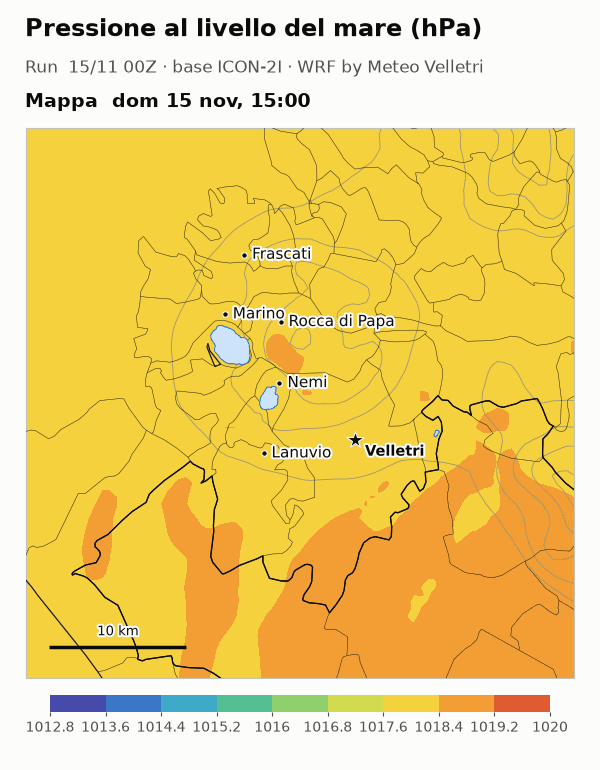 Pressione al livello del mare (hPa)
Run  15/11 00Z · base ICON-2I · WRF by Meteo Velletri
Mappa  dom 15 nov, 15:00
Frascati
Marino
Rocca di Papa
Nemi
Velletri
Lanuvio
10 km
1012.8 1013.6 1014.4 1015.2 1016 1016.8 1017.6 1018.4 1019.2 1020